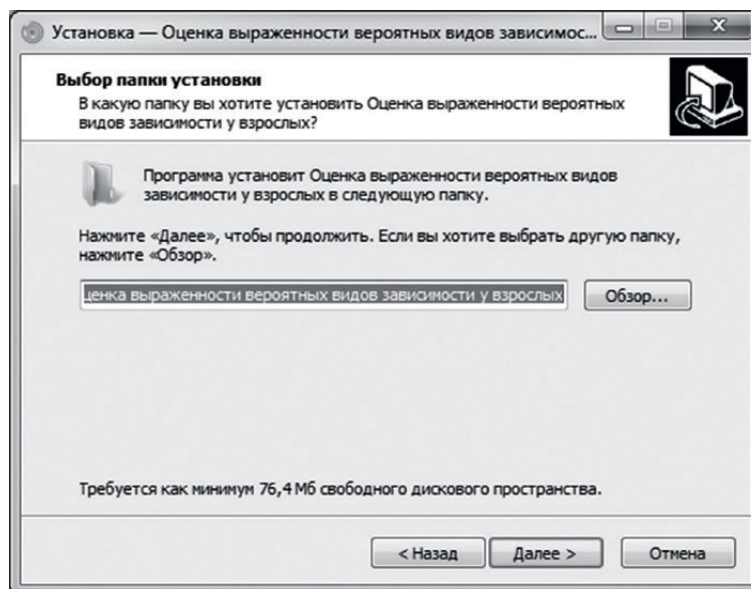 Установка — Оценка выраженности вероятных видов зависимос...
Выбор папки установки
В какую папку вы хотите установить Оценка выраженности вероятных
видов зависимости у взрослых?
Программа установит Оценка выраженности вероятных видов
зависимости у взрослых в следующую папку.
Нажмите «Далее», чтобы продолжить. Если вы хотите выбрать другую папку,
нажмите «Обзор».
ценка выраженности вероятных видов зависимости у взрослых
Обзор...
Требуется как минимум 76,4 Мб свободного дискового пространства.
< Назад
Далее >
Отмена